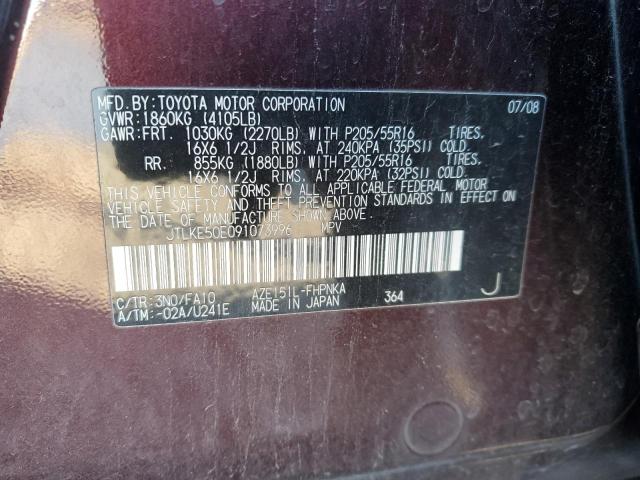 MFD.BY:TOYOTA MOTOR CORPORATION 07/08
GVWR:1860KG (4105LB)
GAWR:FRT. 1030KG (2270LB) WITH P205/55R16 TIRES.
16X6 1/2J RIMS. AT 240KPA (35PSI) COLD.
RR. 855KG (1880LB) WITH P205/55R16 TIRES.
16X6 1/2J RIMS. AT 220KPA (32PSI) COLD.
THIS VEHICLE CONFORMS TO ALL APPLICABLE FEDERAL MOTOR
VEHICLE SAFETY AND THEFT PREVENTION STANDARDS IN EFFECT ON
THE DATE OF MANUFACTURE SHOWN ABOVE.
JTLKE50E091073996 MPV
C/TR:3N0/FA10 AZE151L-FHPNKA 364 J
A/TM:-02A/U241E MADE IN JAPAN